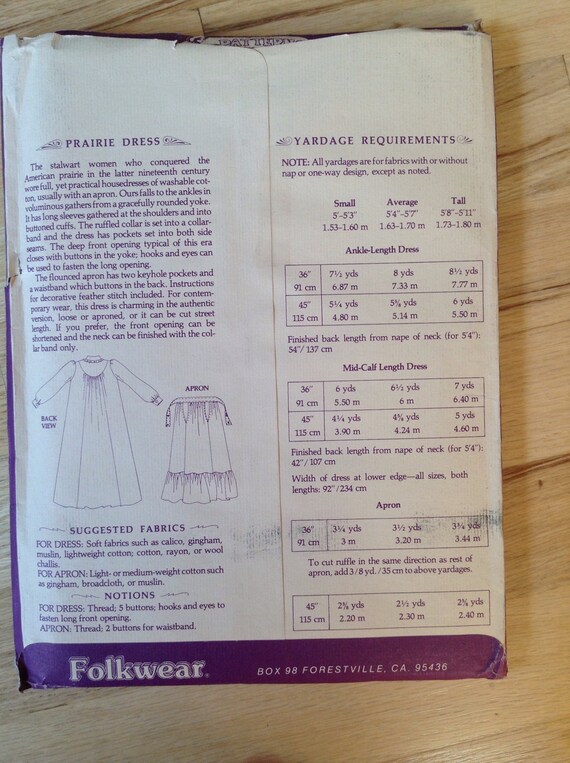 PATTERN
PRAIRIE DRESS
The stalwart women who conquered the
American prairie in the latter nineteenth century
wore full, yet practical housedresses of washable cot-
ton, usually with an apron. Ours falls to the ankles in
voluminous gathers from a gracefully rounded yoke.
It has long sleeves gathered at the shoulders and into
buttoned cuffs. The ruffled collar is set into a collar-
band and the dress has pockets set into both side
seams. The deep front opening typical of this era
closes with buttons in the yoke; hooks and eyes can
be used to fasten the long opening.
The flounced apron has two keyhole pockets and
a waistband which buttons in the back. Instructions
for decorative feather stitch included. For contem-
porary wear, this dress is charming in the authentic
version, loose or aproned, or it can be cut street
length. If you prefer, the front opening can be
shortened and the neck can be finished with the col-
lar band only.
BACK
VIEW
APRON
SUGGESTED FABRICS
FOR DRESS: Soft fabrics such as calico, gingham,
muslin, lightweight cotton; cotton, rayon, or wool
challis.
FOR APRON: Light- or medium-weight cotton such
as gingham, broadcloth, or muslin.
NOTIONS
FOR DRESS: Thread; 5 buttons; hooks and eyes to
fasten long front opening.
APRON: Thread; 2 buttons for waistband.
YARDAGE REQUIREMENTS
NOTE: All yardages are for fabrics with or without
nap or one-way design, except as noted.
Small Average Tall
5'-5'3" 5'4"-5'7" 5'8"-5'11"
1.53-1.60 m 1.63-1.70 m 1.73-1.80 m
Ankle-Length Dress
36" 7½ yds 8 yds 8½ yds
91 cm 6.87 m 7.33 m 7.77 m
45" 5¼ yds 5⅝ yds 6 yds
115 cm 4.80 m 5.14 m 5.50 m
Finished back length from nape of neck (for 5'4"):
54"/137 cm
Mid-Calf Length Dress
36" 6 yds 6½ yds 7 yds
91 cm 5.50 m 6 m 6.40 m
45" 4¼ yds 4⅝ yds 5 yds
115 cm 3.90 m 4.24 m 4.60 m
Finished back length from nape of neck (for 5'4"):
42"/107 cm
Width of dress at lower edge—all sizes, both
lengths: 92"/234 cm
Apron
36" 3¼ yds 3½ yds 3¾ yds
91 cm 3 m 3.20 m 3.44 m
To cut ruffle in the same direction as rest of
apron, add 3/8 yd./35 cm to above yardages.
45" 2⅜ yds 2½ yds 2⅝ yds
115 cm 2.20 m 2.30 m 2.40 m
Folkwear
BOX 98 FORESTVILLE, CA. 95436